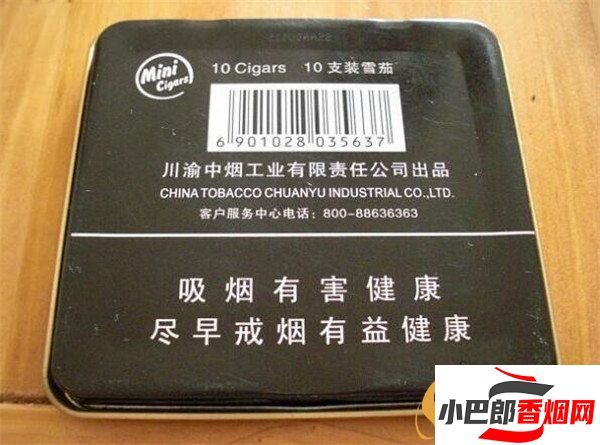 Mini
Cigars
10 Cigars 10 支装雪茄
6 901028 035637
川渝中烟工业有限责任公司出品
CHINA TOBACCO CHUANYU INDUSTRIAL CO.,LTD.
客户服务中心电话：800-88636363
吸烟有害健康
尽早戒烟有益健康
小巴郎香烟网